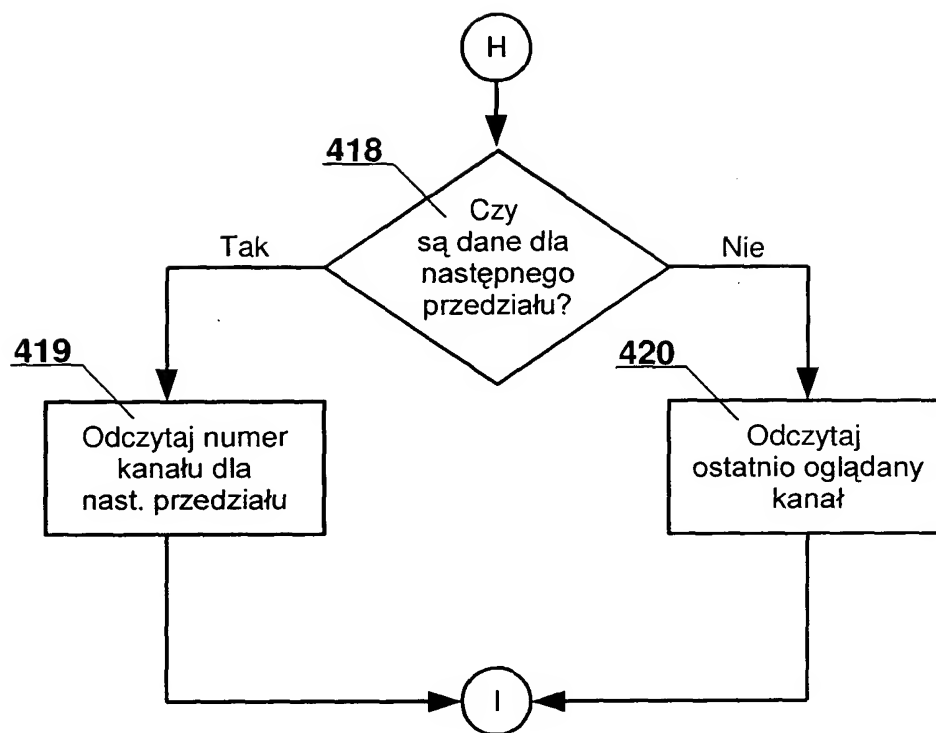 H
418
Czy
są dane dla
następnego
przedziału?
Tak
Nie
419
Odczytaj numer
kanału dla
nast. przedziału
420
Odczytaj
ostatnio oglądany
kanał
I